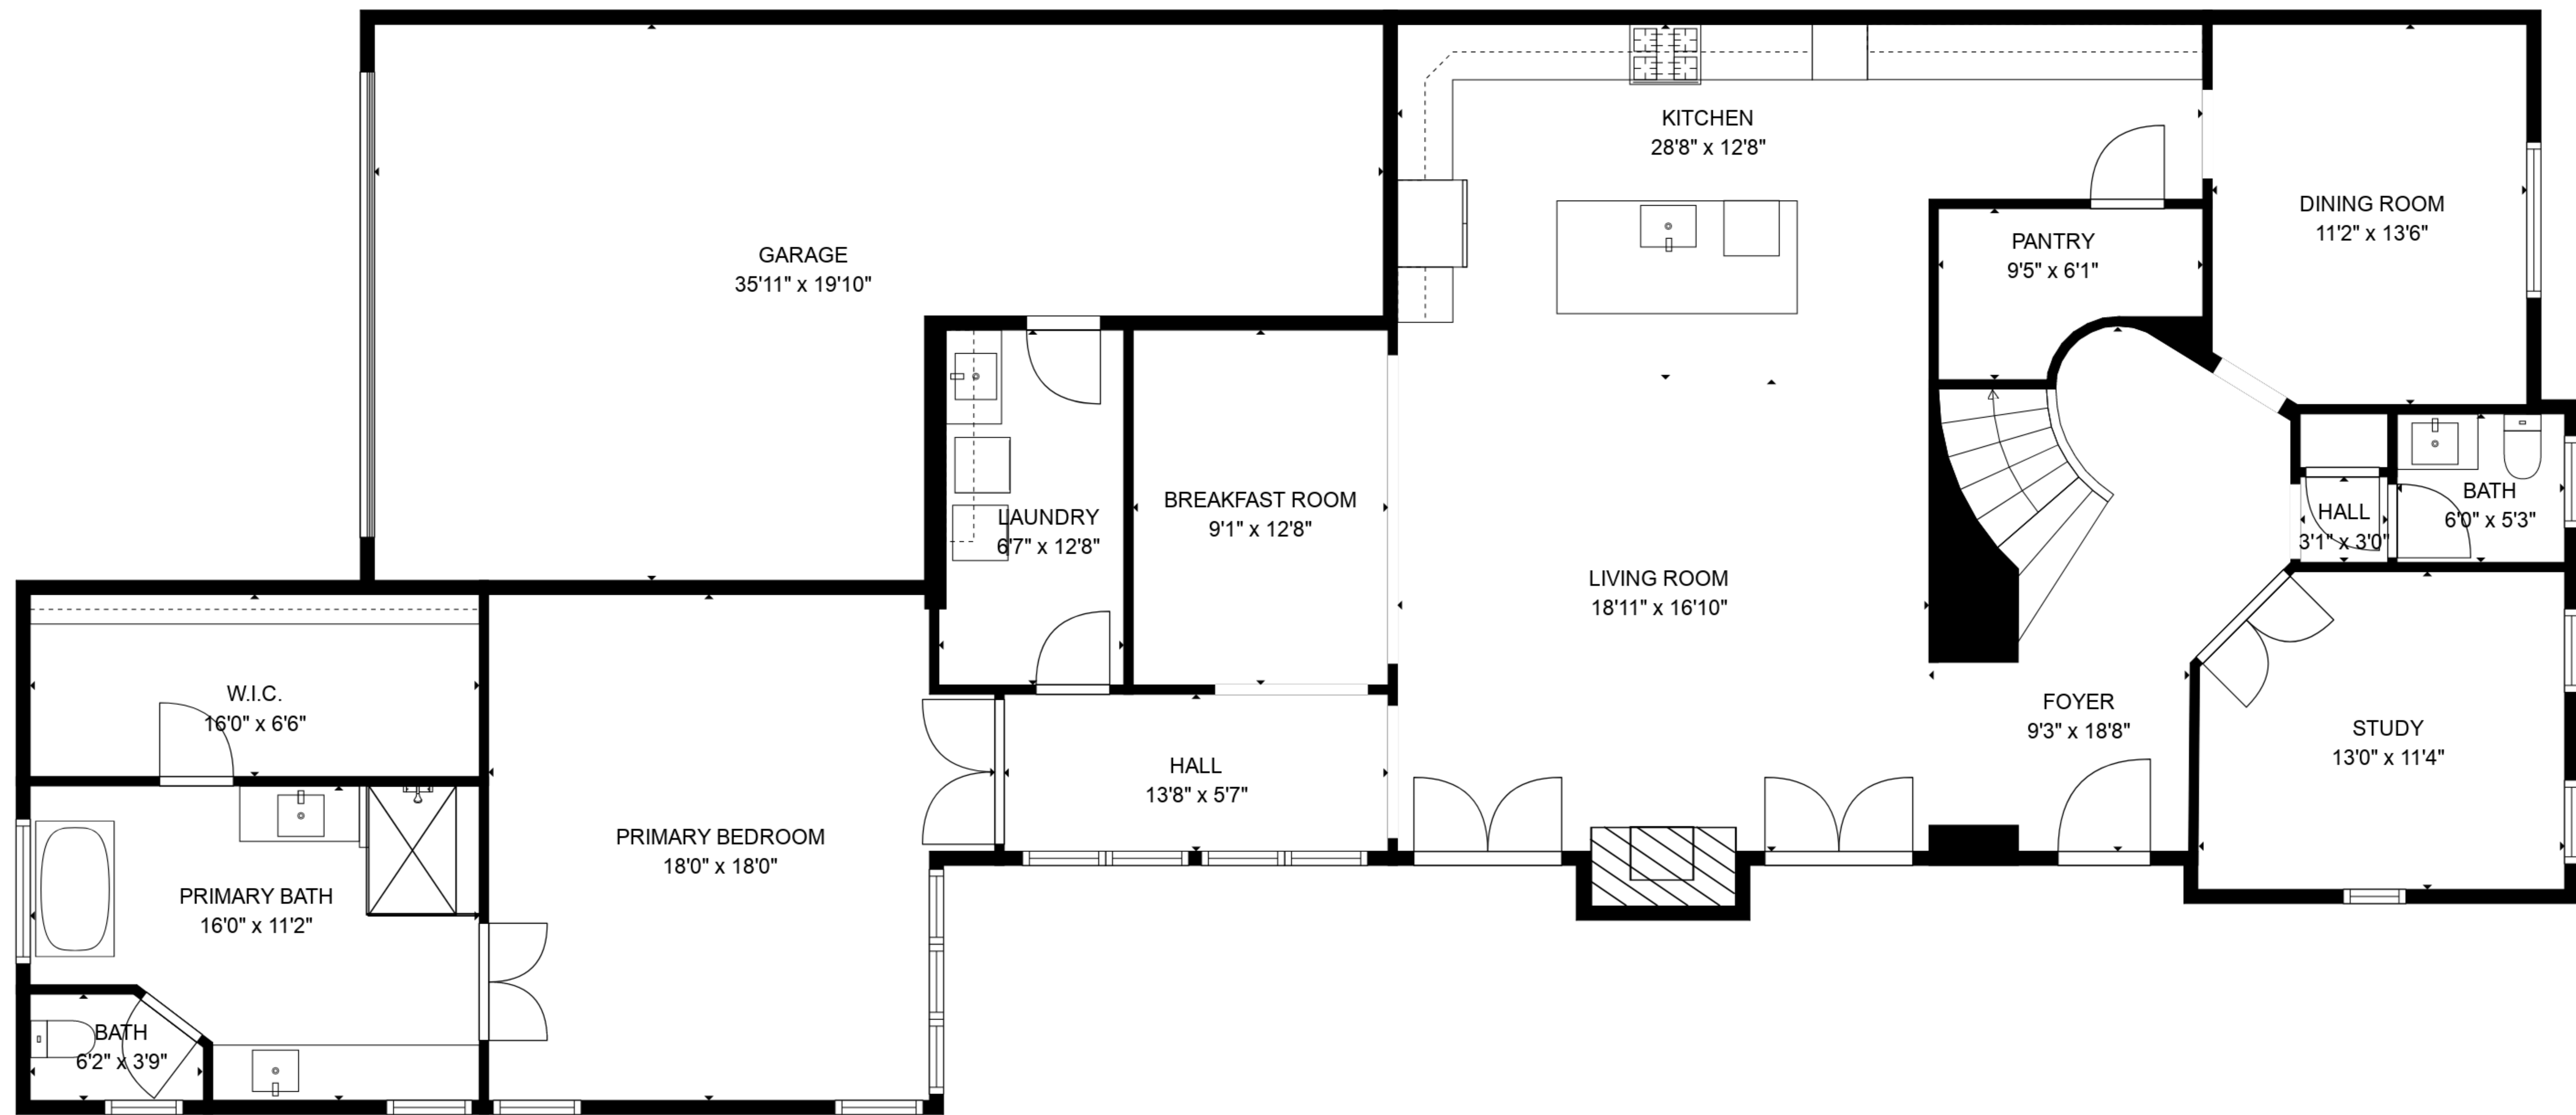 KITCHEN
28'8" x 12'8"
DINING ROOM
11'2" x 13'6"
GARAGE
35'11" x 19'10"
PANTRY
9'5" x 6'1"
BREAKFAST ROOM
9'1" x 12'8"
LAUNDRY
6'7" x 12'8"
BATH
6'0" x 5'3"
HALL
3'1" x 3'0"
LIVING ROOM
18'11" x 16'10"
W.I.C.
16'0" x 6'6"
FOYER
9'3" x 18'8"
STUDY
13'0" x 11'4"
HALL
13'8" x 5'7"
PRIMARY BEDROOM
18'0" x 18'0"
PRIMARY BATH
16'0" x 11'2"
BATH
6'2" x 3'9"